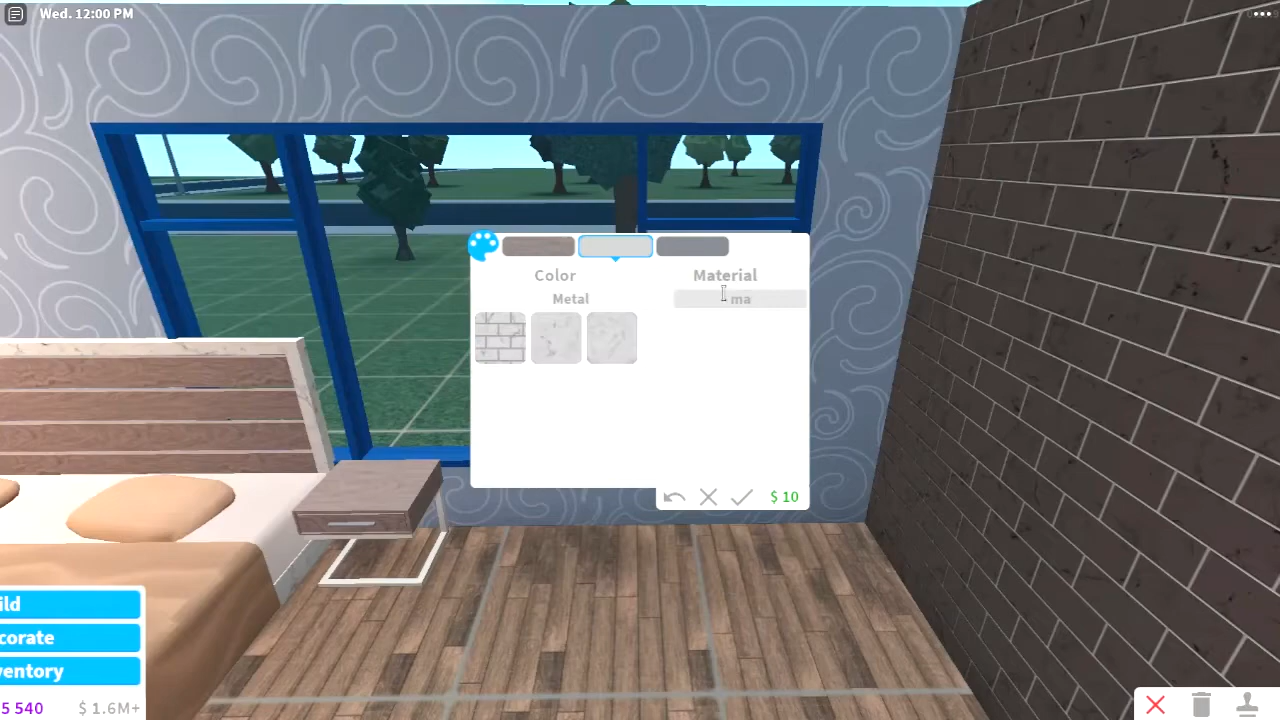 Wed. 12:00 PM
Color
Material
Metal
ma
$ 10
ild
corate
ventory
5 540
$ 1.6M+